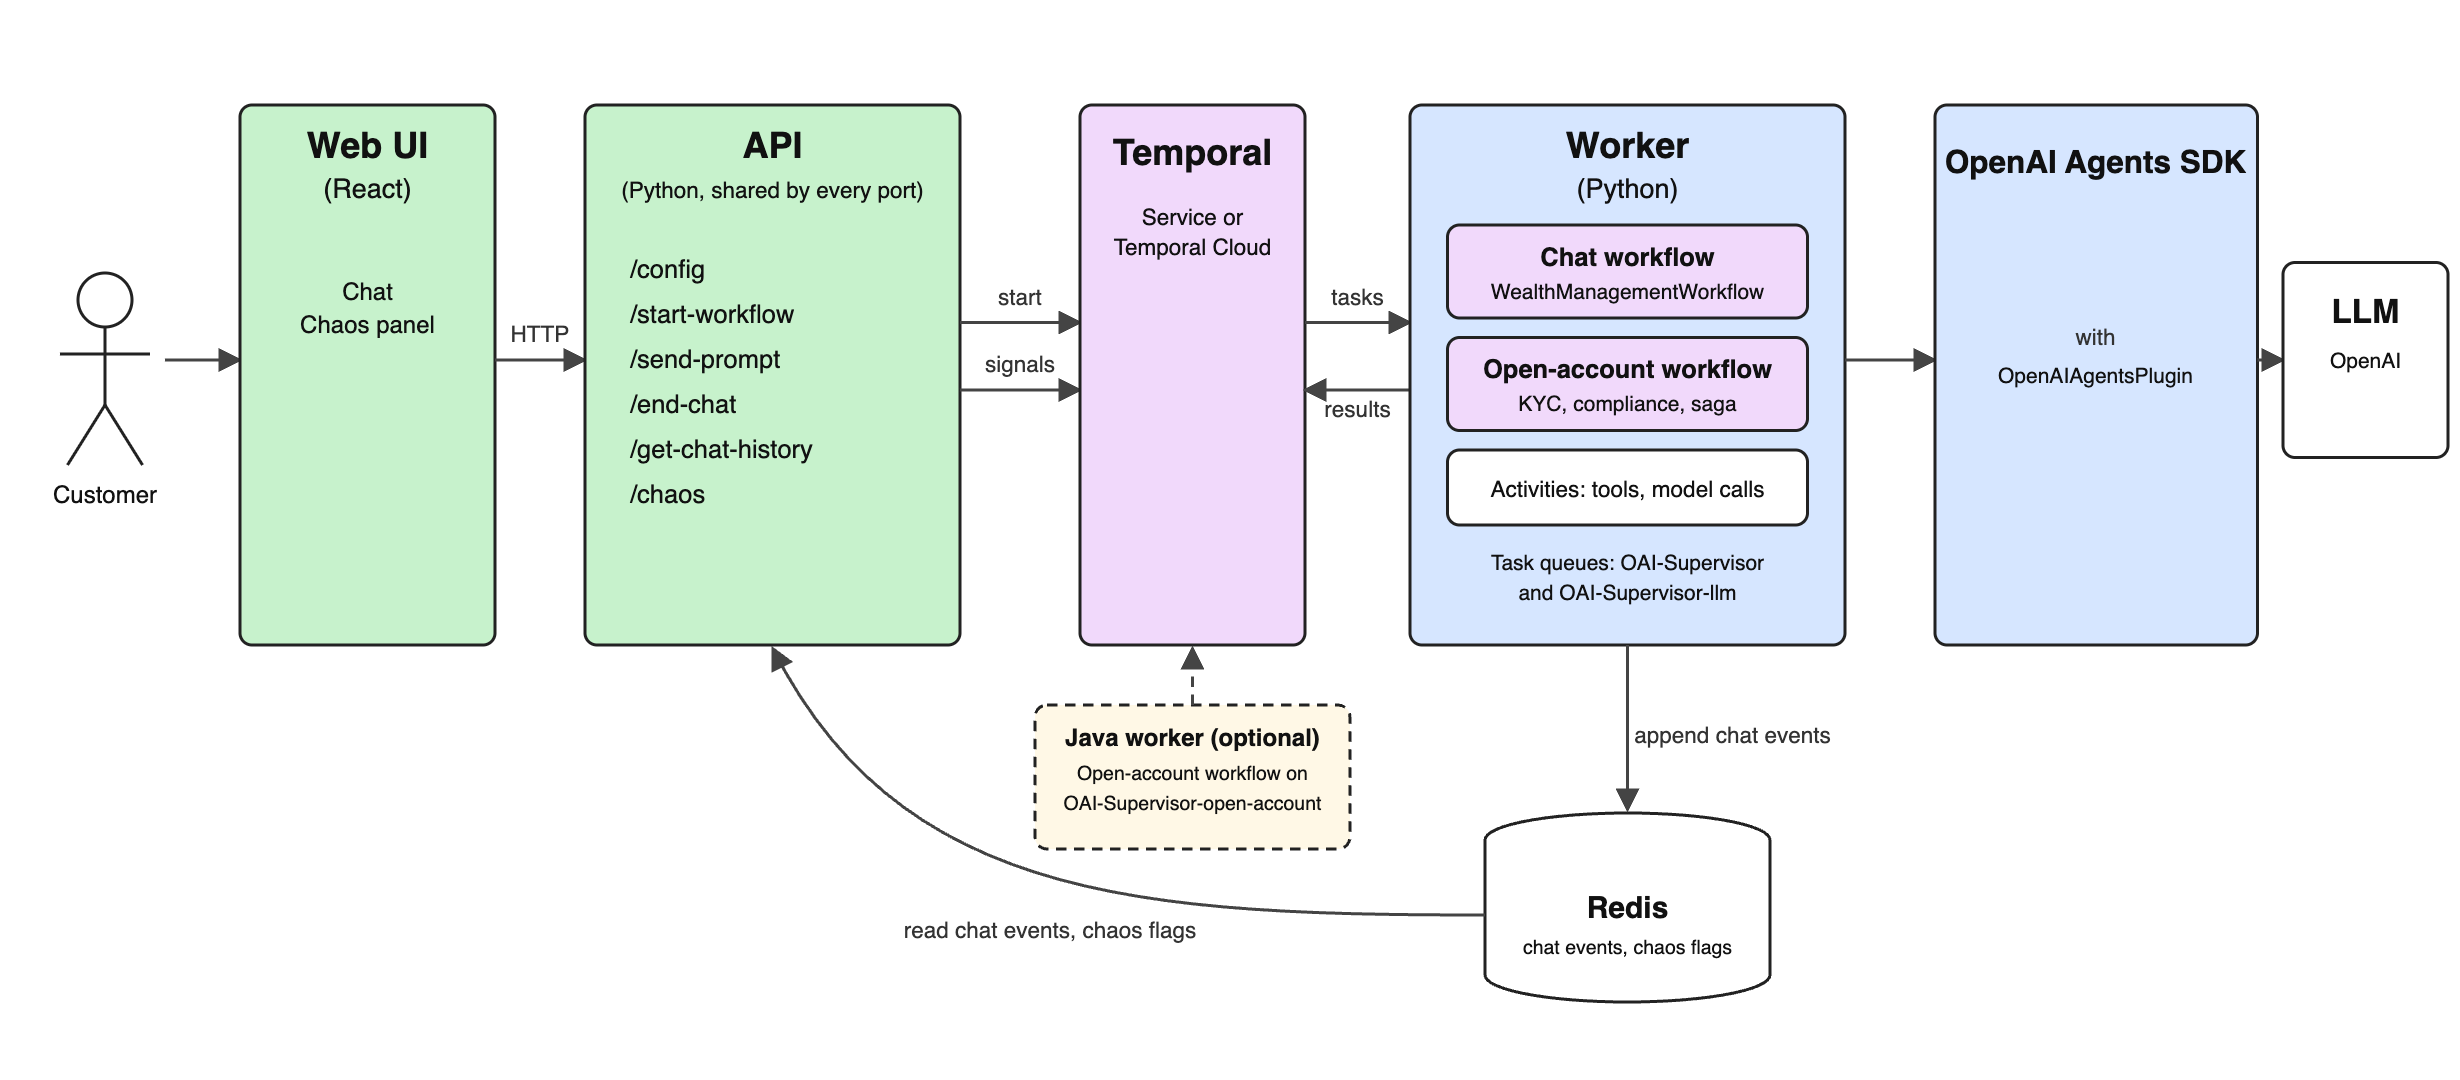 Customer
Web UI
(React)
Chat
Chaos panel
HTTP
API
(Python, shared by every port)
/config
/start-workflow
/send-prompt
/end-chat
/get-chat-history
/chaos
start
signals
Temporal
Service or
Temporal Cloud
tasks
results
Worker
(Python)
Chat workflow
WealthManagementWorkflow
Open-account workflow
KYC, compliance, saga
Activities: tools, model calls
Task queues: OAI-Supervisor
and OAI-Supervisor-llm
OpenAI Agents SDK
with
OpenAIAgentsPlugin
LLM
OpenAI
Java worker (optional)
Open-account workflow on
OAI-Supervisor-open-account
append chat events
read chat events, chaos flags
Redis
chat events, chaos flags